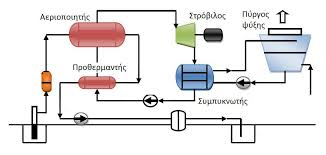 Αεριοποιητής
Στρόβιλος
Πύργος
ψύξης
Προθερμαντής
Συμπυκνωτής